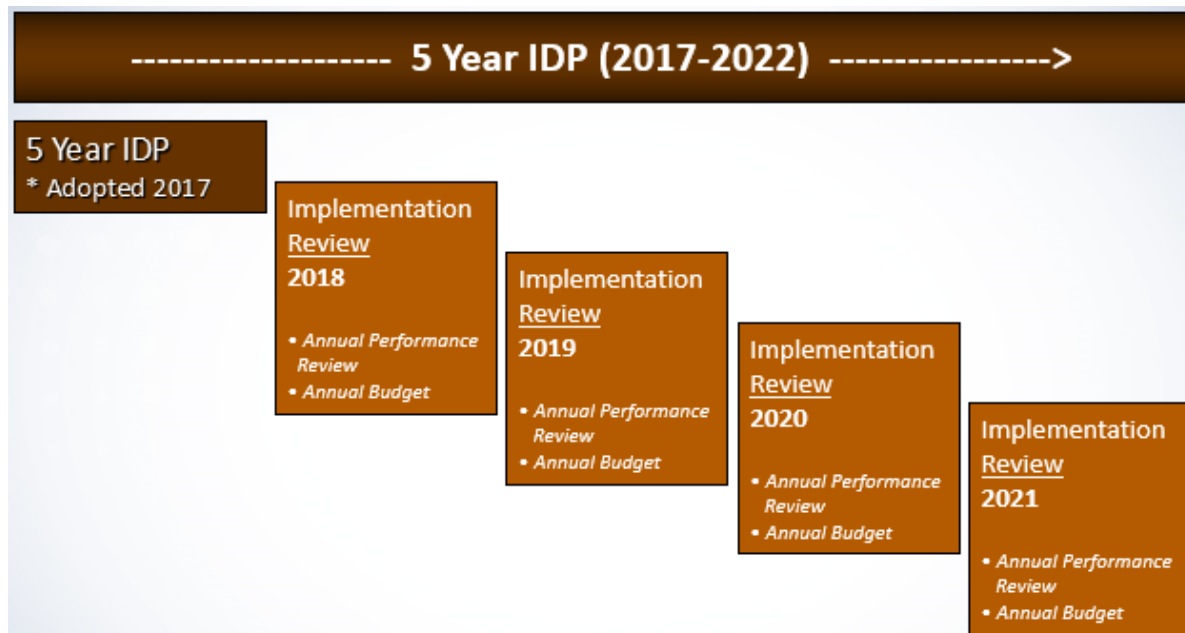 ------------------- 5 Year IDP (2017-2022) ----------------->
5 Year IDP
* Adopted 2017
Implementation
Review
2018
• Annual Performance
Review
• Annual Budget
Implementation
Review
2019
• Annual Performance
Review
• Annual Budget
Implementation
Review
2020
• Annual Performance
Review
• Annual Budget
Implementation
Review
2021
• Annual Performance
Review
• Annual Budget